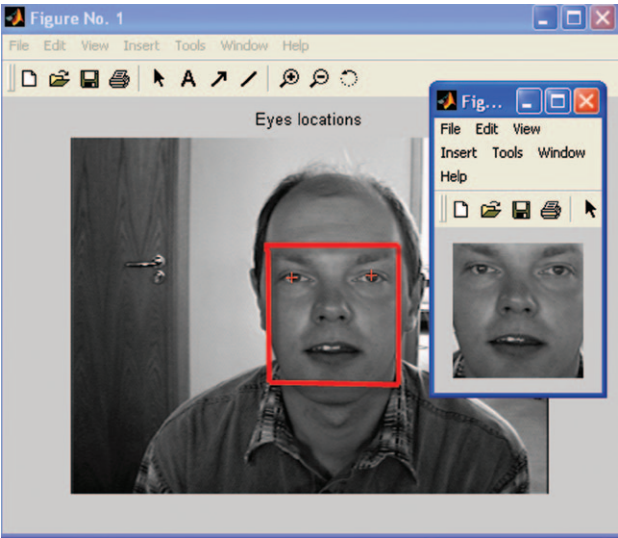 Figure No. 1
File Edit View Insert Tools Window Help
A
Eyes locations
Fig...
File Edit View
Insert Tools Window
Help